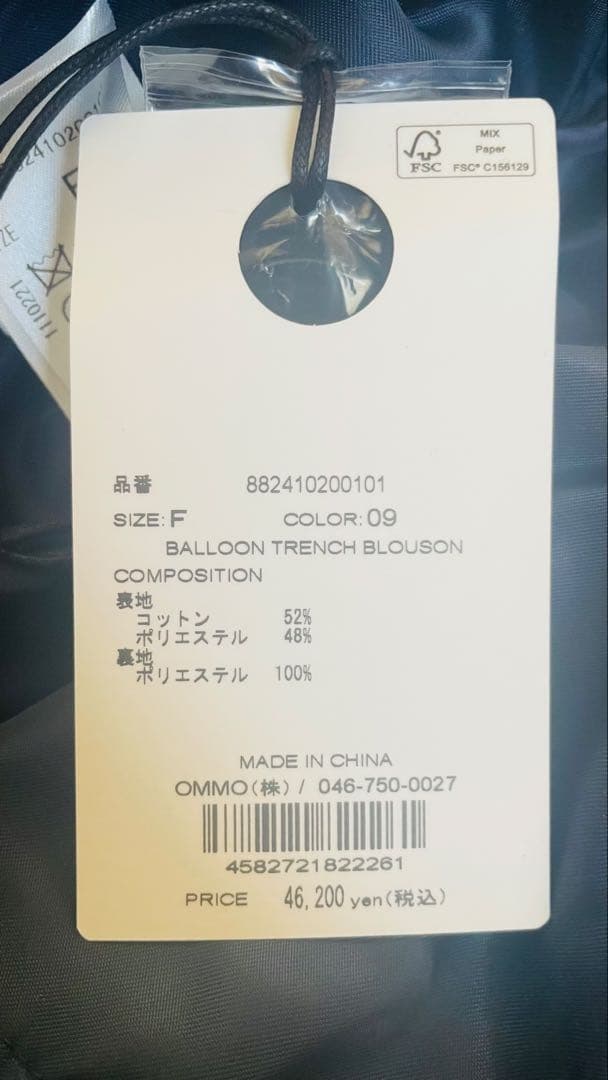 MIX
Paper
FSC
FSC® C156129
ZE
1110221
品番 882410200101
SIZE: F COLOR: 09
BALLOON TRENCH BLOUSON
COMPOSITION
表地
コットン 52%
ポリエステル 48%
裏地
ポリエステル 100%
MADE IN CHINA
OMMO(株) / 046-750-0027
4582721822261
PRICE 46,200 yen(税込)